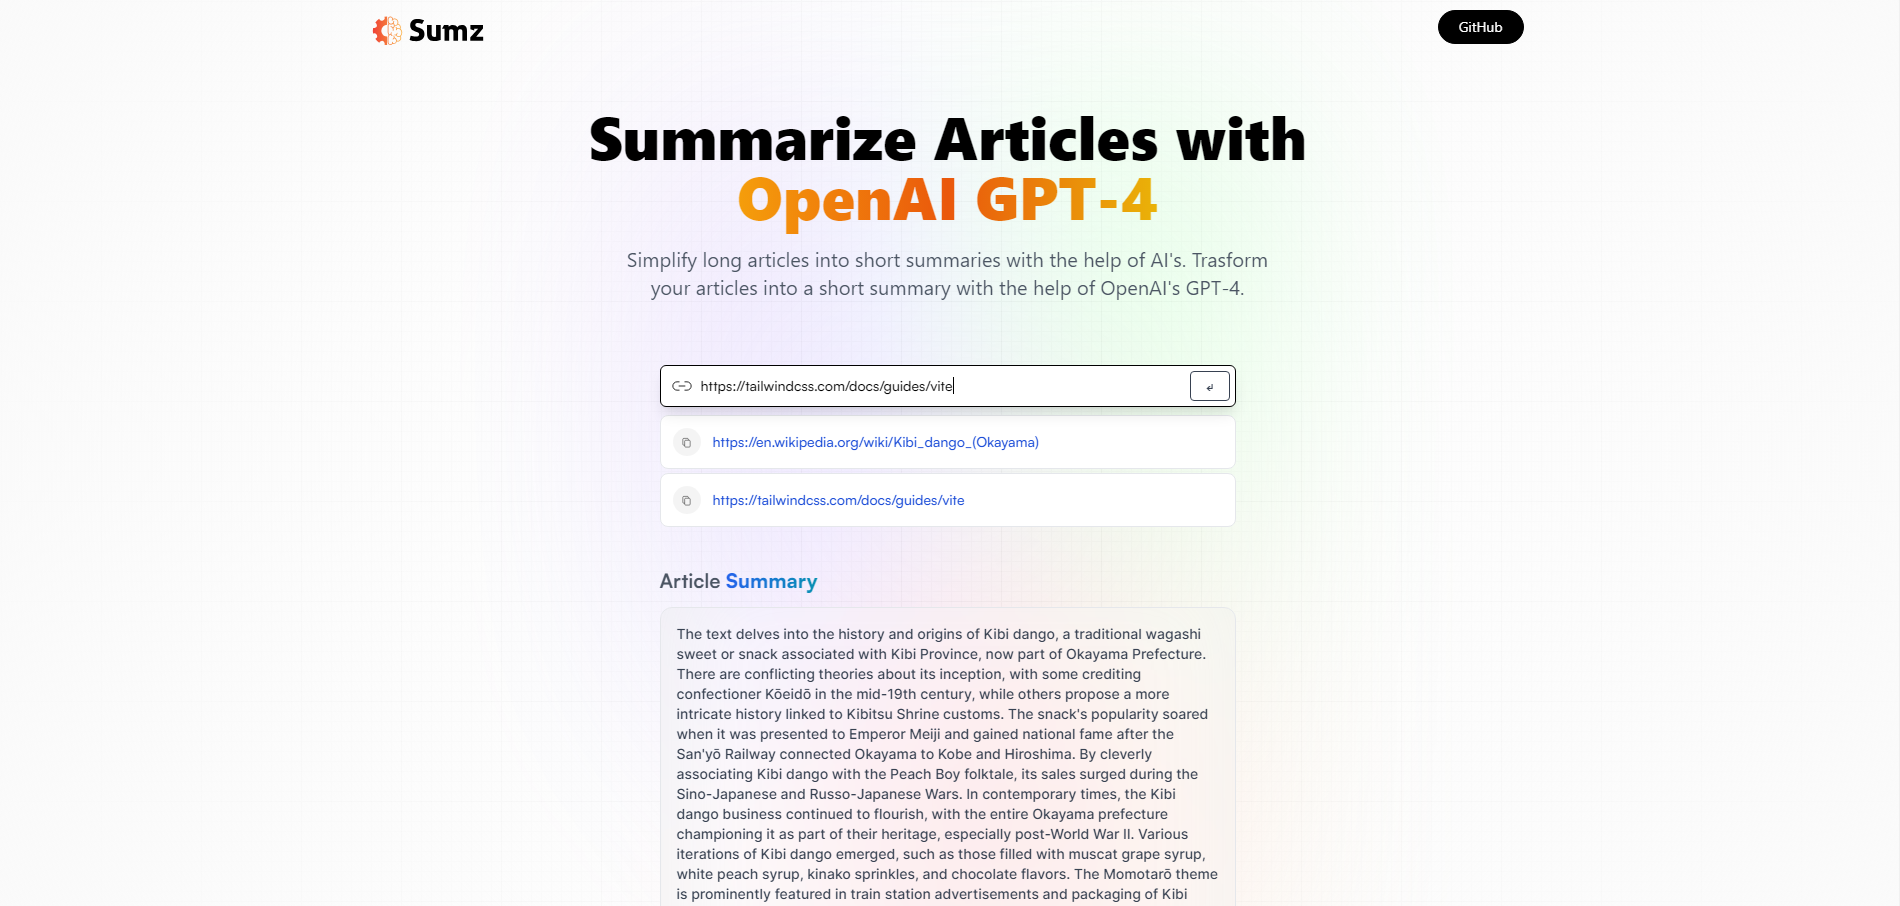 Sumz
GitHub
Summarize Articles with
OpenAI GPT-4
Simplify long articles into short summaries with the help of AI's. Trasform
your articles into a short summary with the help of OpenAI's GPT-4.
https://tailwindcss.com/docs/guides/vite
↲
https://en.wikipedia.org/wiki/Kibi_dango_(Okayama)
https://tailwindcss.com/docs/guides/vite
Article Summary
The text delves into the history and origins of Kibi dango, a traditional wagashi
sweet or snack associated with Kibi Province, now part of Okayama Prefecture.
There are conflicting theories about its inception, with some crediting
confectioner Kōeidō in the mid-19th century, while others propose a more
intricate history linked to Kibitsu Shrine customs. The snack's popularity soared
when it was presented to Emperor Meiji and gained national fame after the
San'yō Railway connected Okayama to Kobe and Hiroshima. By cleverly
associating Kibi dango with the Peach Boy folktale, its sales surged during the
Sino-Japanese and Russo-Japanese Wars. In contemporary times, the Kibi
dango business continued to flourish, with the entire Okayama prefecture
championing it as part of their heritage, especially post-World War II. Various
iterations of Kibi dango emerged, such as those filled with muscat grape syrup,
white peach syrup, kinako sprinkles, and chocolate flavors. The Momotarō theme
is prominently featured in train station advertisements and packaging of Kibi